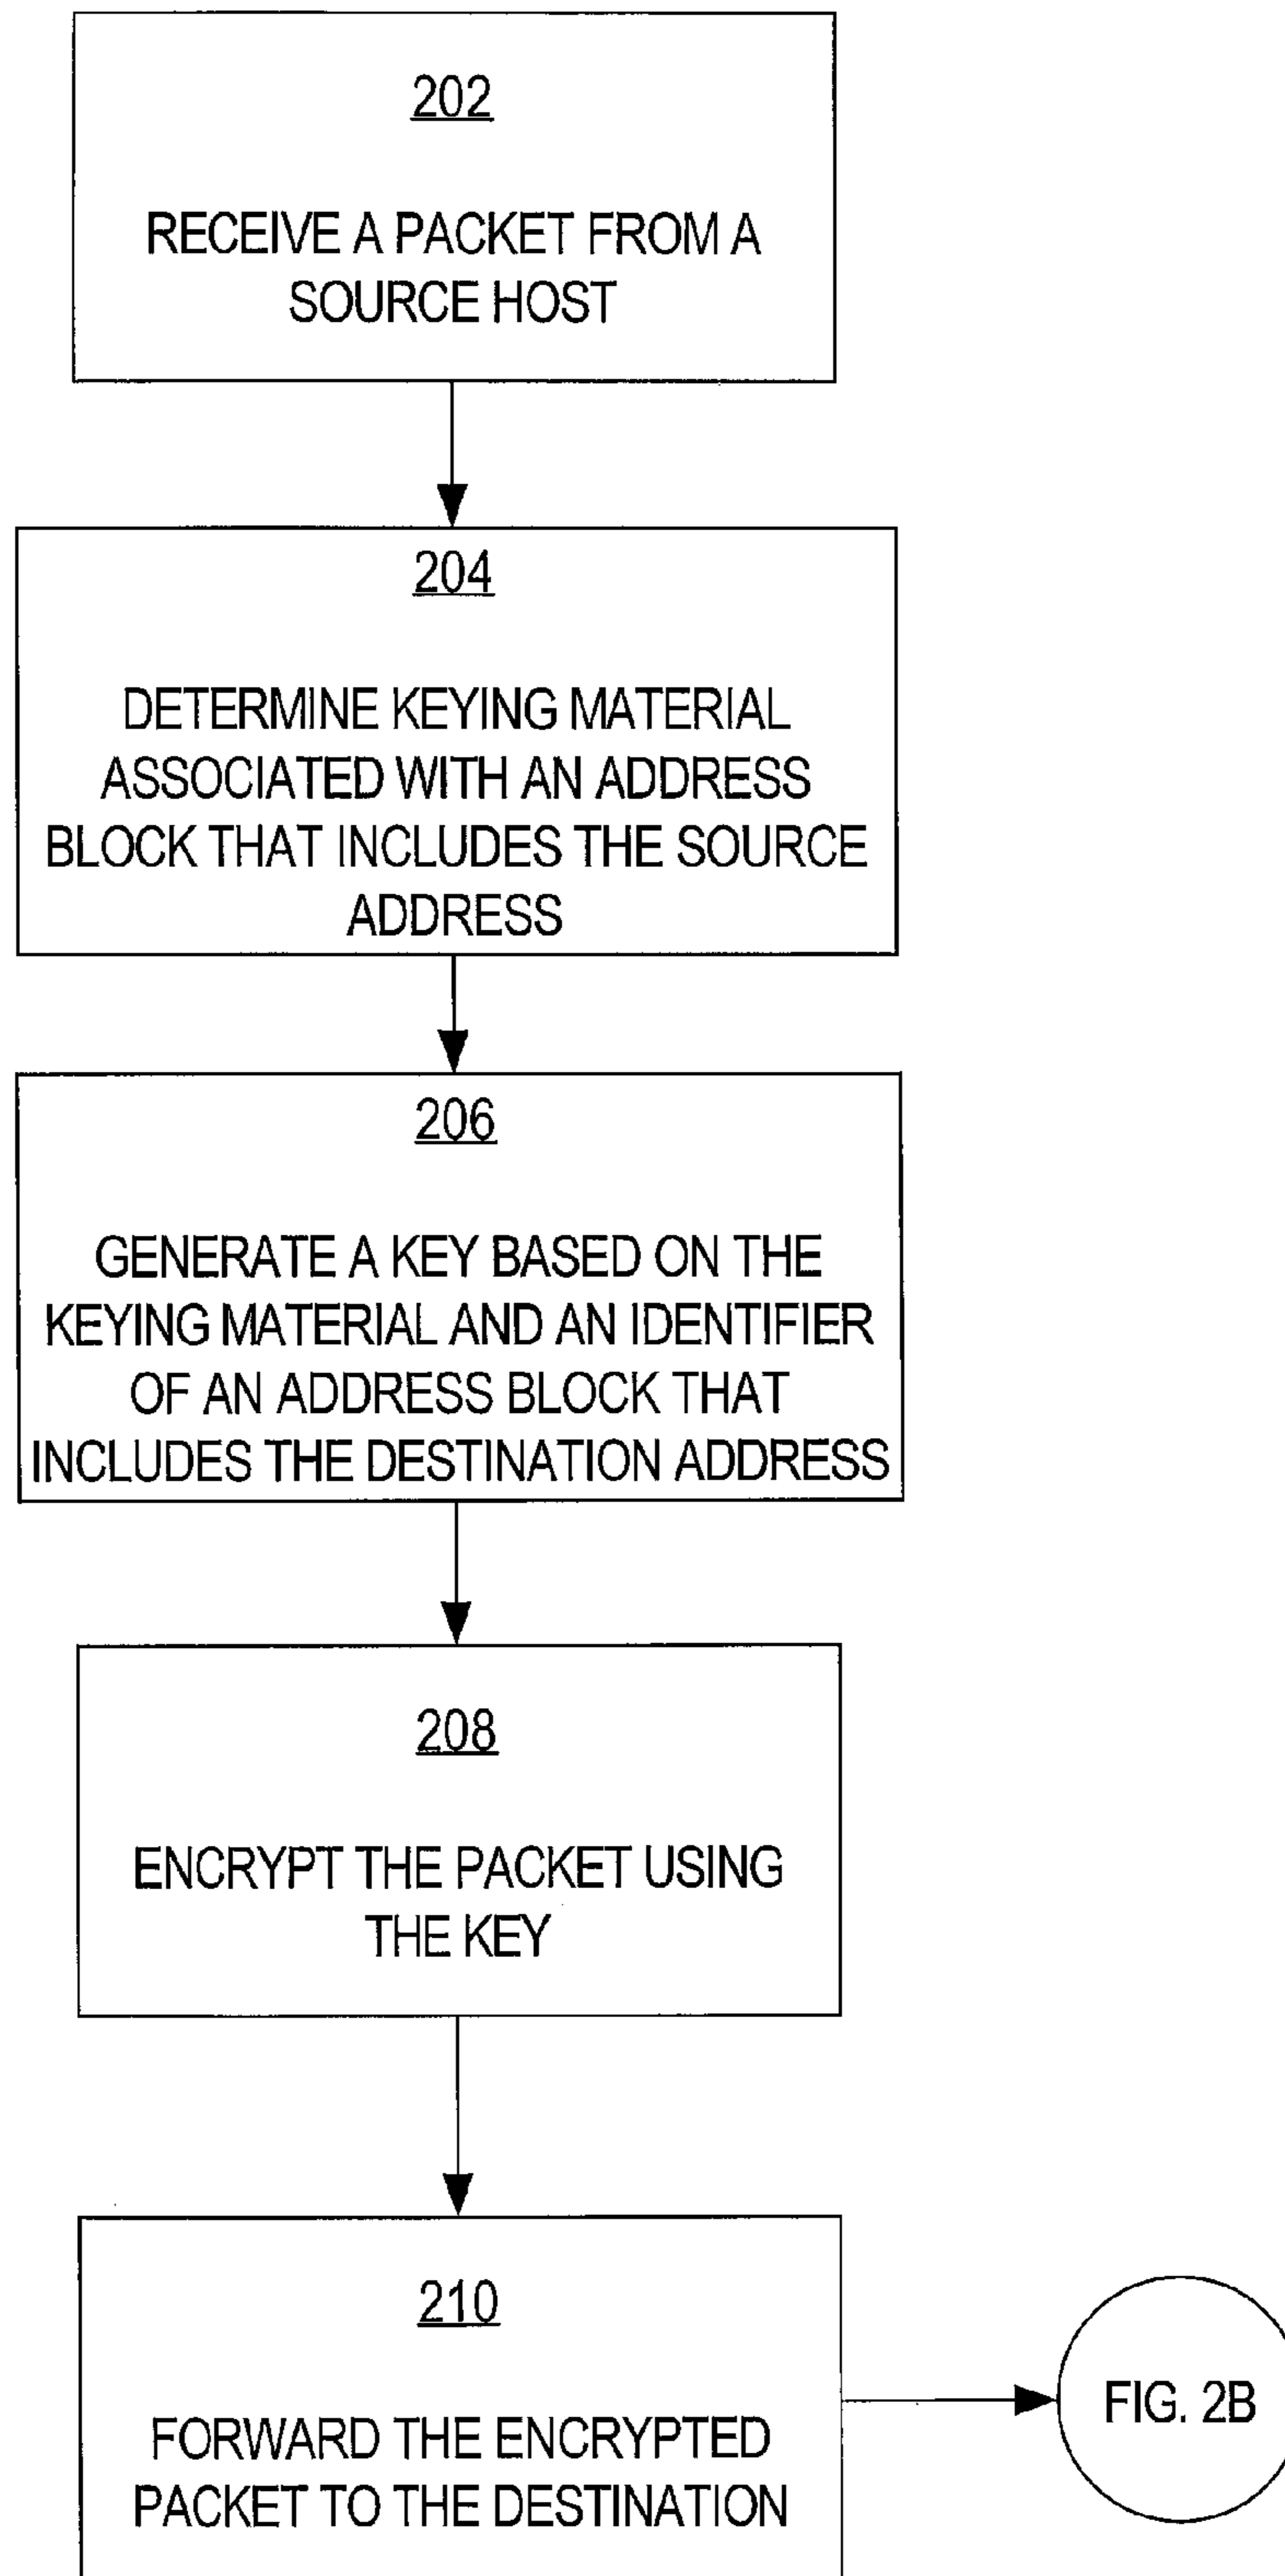 202
RECEIVE A PACKET FROM A
SOURCE HOST
204
DETERMINE KEYING MATERIAL
ASSOCIATED WITH AN ADDRESS
BLOCK THAT INCLUDES THE SOURCE
ADDRESS
206
GENERATE A KEY BASED ON THE
KEYING MATERIAL AND AN IDENTIFIER
OF AN ADDRESS BLOCK THAT
INCLUDES THE DESTINATION ADDRESS
208
ENCRYPT THE PACKET USING
THE KEY
210
FORWARD THE ENCRYPTED
PACKET TO THE DESTINATION
FIG. 2B